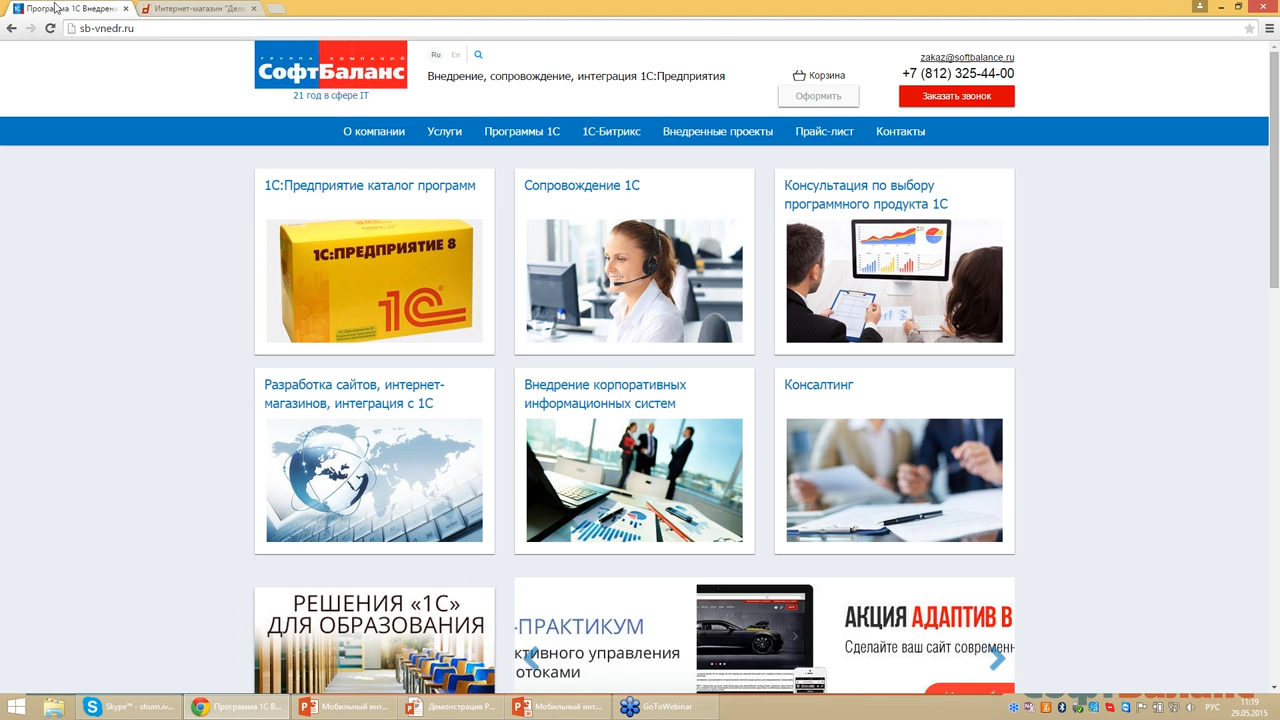 Программа 1С Внедрен
Интернет-магазин "Дел
sb-vnedr.ru
ГРУППА КОМПАНИЙ
СофтБаланс
21 год в сфере IT
Ru En
Внедрение, сопровождение, интеграция 1С:Предприятия
Корзина
Оформить
zakaz@softbalance.ru
+7 (812) 325-44-00
Заказать звонок
О компании Услуги Программы 1С 1С-Битрикс Внедренные проекты Прайс-лист Контакты
1С:Предприятие каталог программ
1С:ПРЕДПРИЯТИЕ 8
1С
Сопровождение 1С
Консультация по выбору
программного продукта 1С
Разработка сайтов, интернет-
магазинов, интеграция с 1С
Внедрение корпоративных
информационных систем
Консалтинг
РЕШЕНИЯ «1С»
ДЛЯ ОБРАЗОВАНИЯ
-ПРАКТИКУМ
ктивного управления
отоками
АКЦИЯ АДАПТИВ В
Сделайте ваш сайт современн
Skype™ - shum.iv...
Программа 1С В...
Мобильный инт...
Демонстрация P...
Мобильный инт...
GoToWebinar
РУС
11:19
29.05.2015